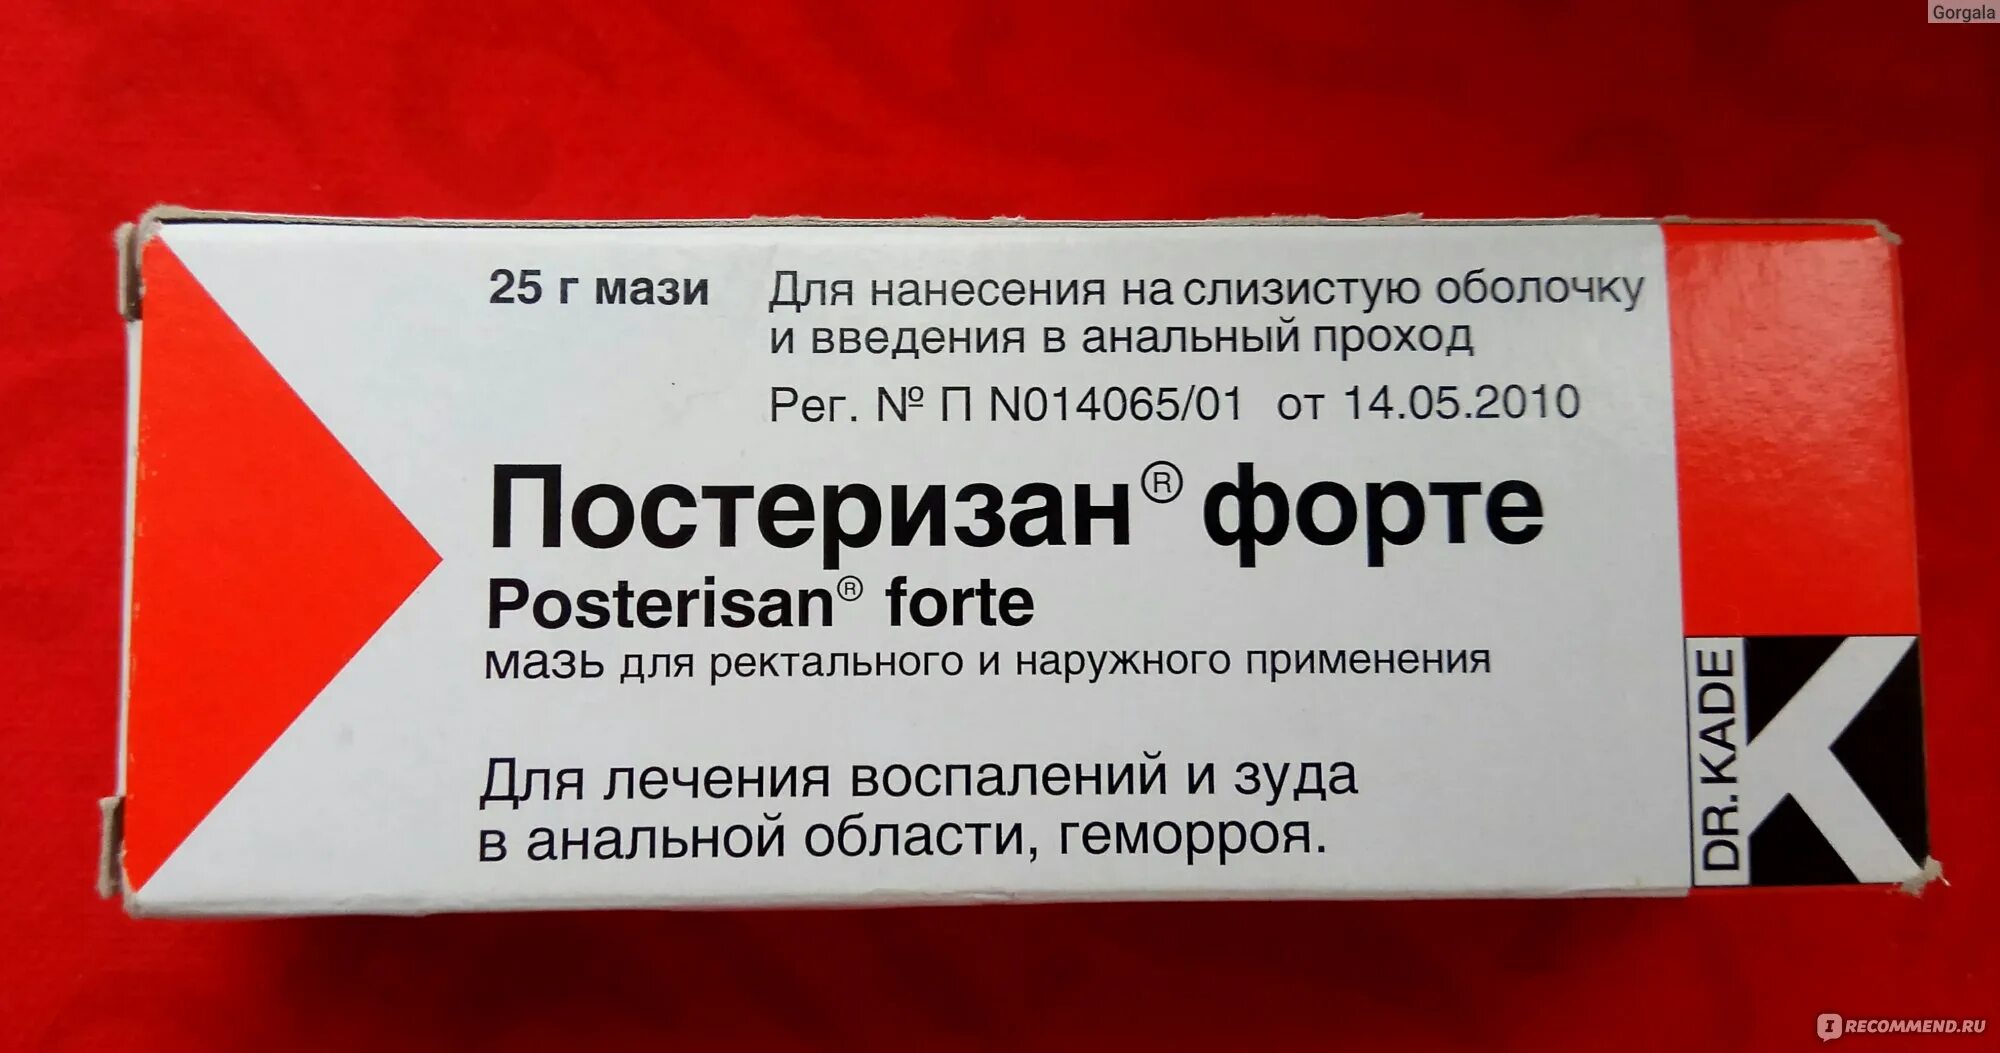 Gorgala
25 г мази
Для нанесения на слизистую оболочку
и введения в анальный проход
Рег. № П N014065/01 от 14.05.2010
Постеризан® форте
Posterisan® forte
мазь для ректального и наружного применения
Для лечения воспалений и зуда
в анальной области, геморроя.
DR. KADE
K
IRECOMMEND.RU